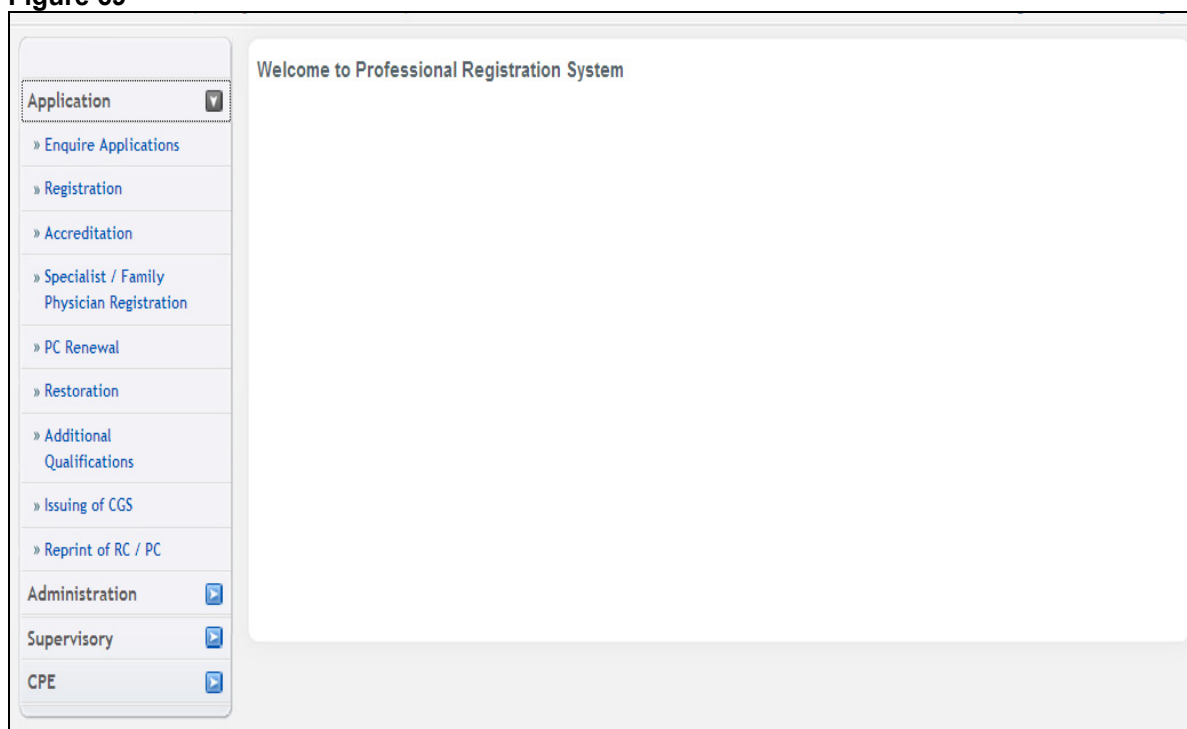 Welcome to Professional Registration System
Application
» Enquire Applications
» Registration
» Accreditation
» Specialist / Family
Physician Registration
» PC Renewal
» Restoration
» Additional
Qualifications
» Issuing of CGS
» Reprint of RC / PC
Administration
Supervisory
CPE